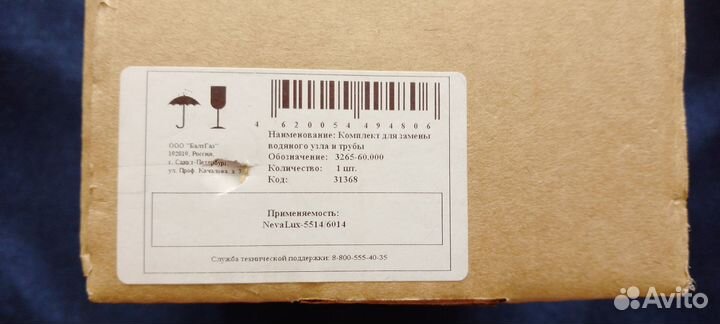 4 620054 494806
Наименование: Комплект для замены
водяного узла и трубы
Обозначение: 3265-60.000
Количество: 1 шт.
Код: 31368
ООО "БалтГаз"
192019, Россия,
г. Санкт-Петербург
ул. Проф. Качалова, д.
Применяемость:
NevaLux-5514/6014
Служба технической поддержки: 8-800-555-40-35
Avito